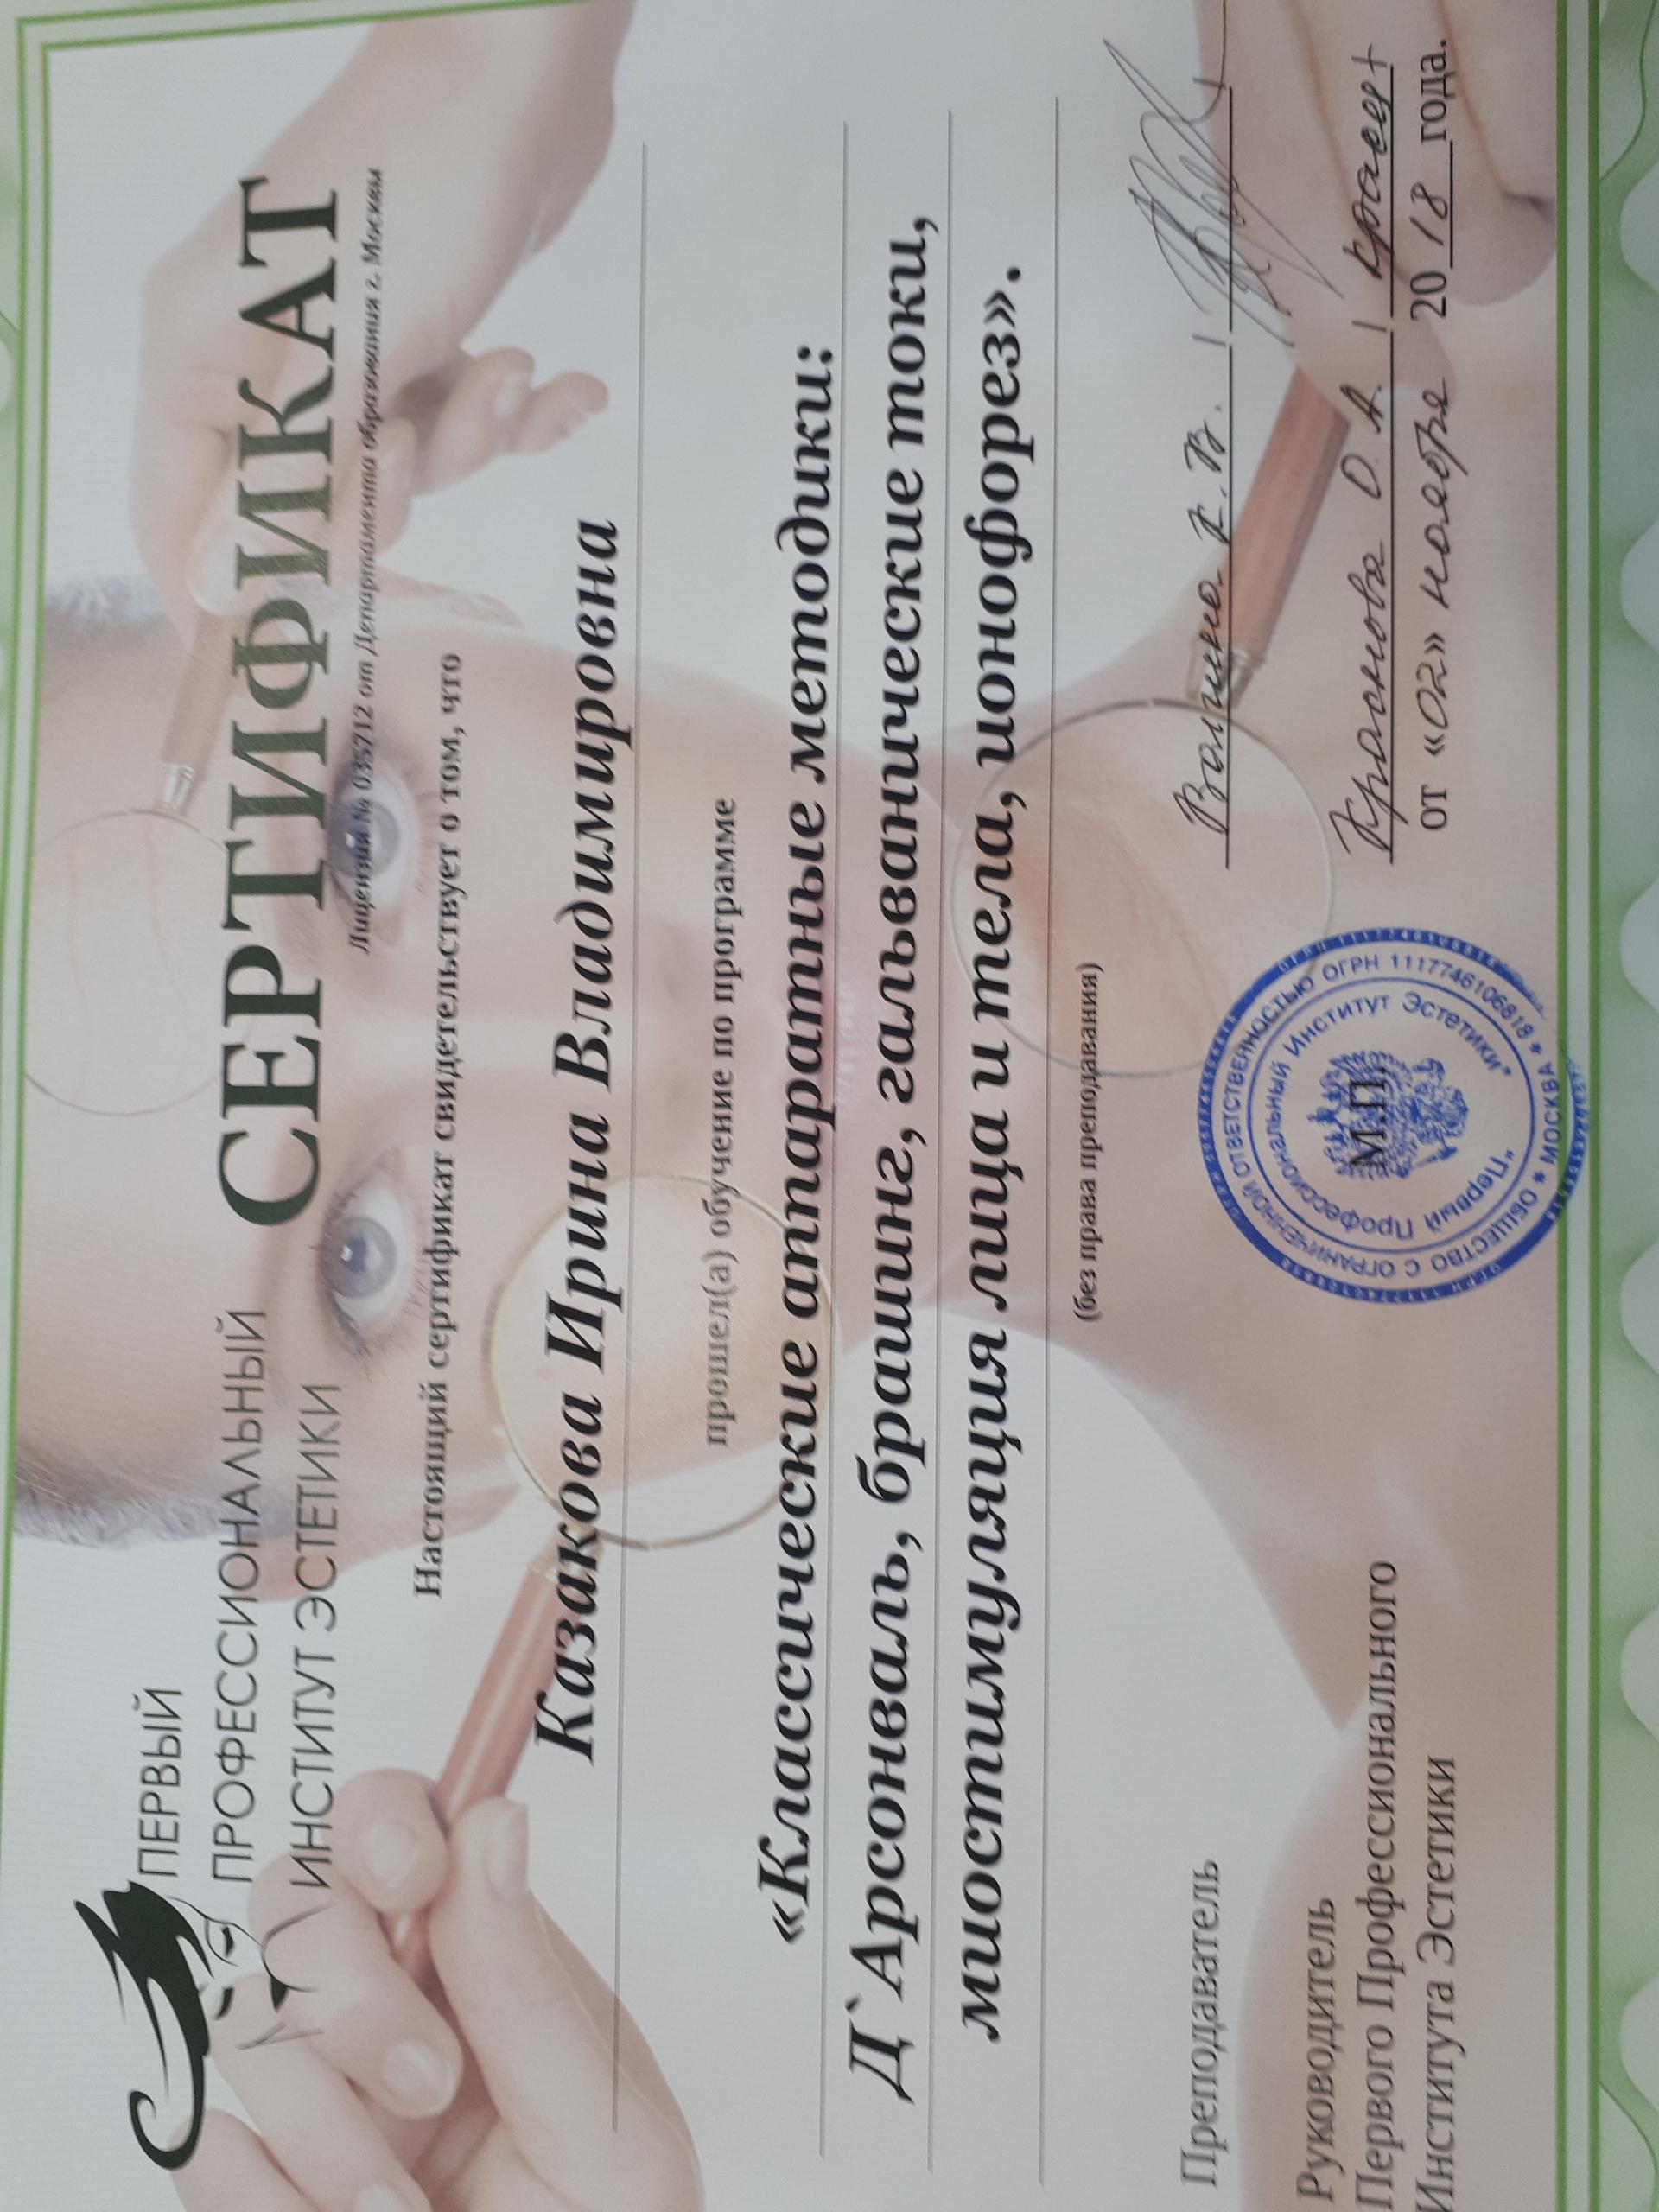 ПЕРВЫЙ
ПРОФЕССИОНАЛЬНЫЙ
ИНСТИТУТ ЭСТЕТИКИ
СЕРТИФИКАТ
Лицензия № 035712 от Департамента образования г. Москвы
Настоящий сертификат свидетельствует о том, что
Казакова Ирина Владимировна
прошел(а) обучение по программе
«Классические аппаратные методики:
Д`Арсонваль, брашинг, гальванические токи,
миостимуляция лица и тела, ионофорез».
(без права преподавания)
Преподаватель
Руководитель
Первого Профессионального
Института Эстетики
М.П.
ОБЩЕСТВО С ОГРАНИЧЕННОЙ ОТВЕТСТВЕННОСТЬЮ ОГРН 1117746106818 * МОСКВА *
"Первый Профессиональный Институт Эстетики"
/
Краснова О. А. /
от «02» ноября 2018 года.